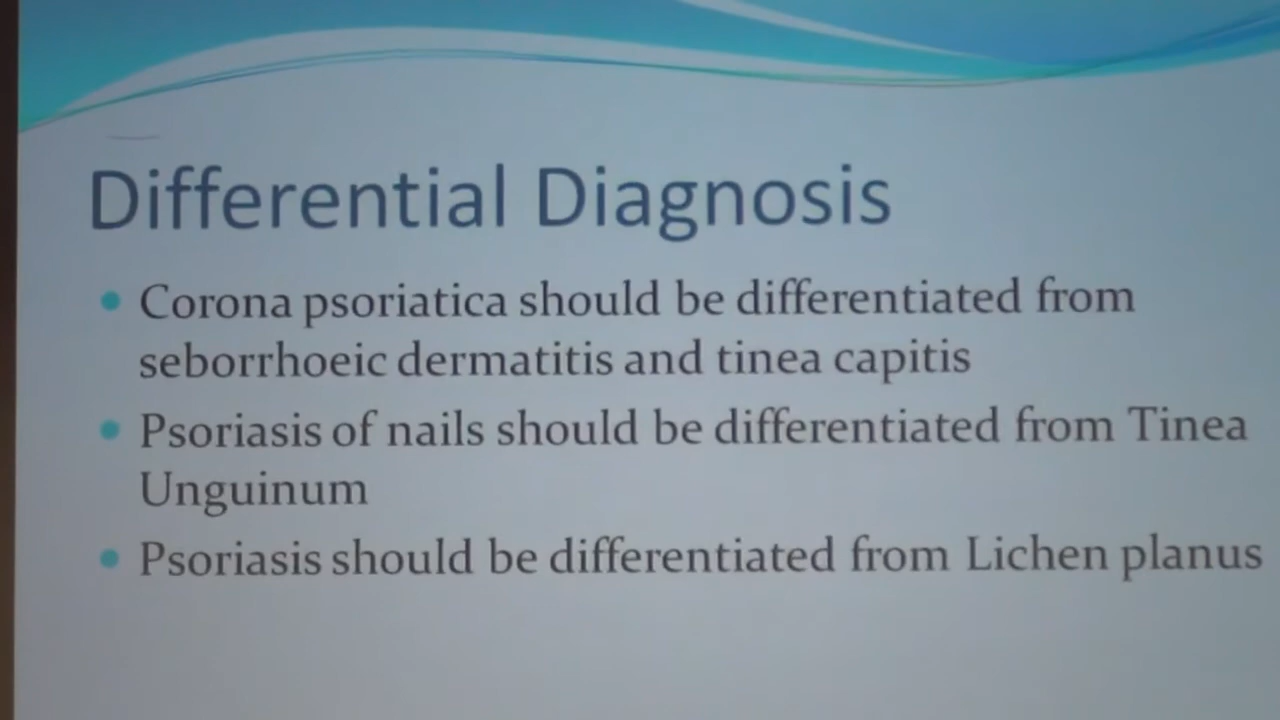 Differential Diagnosis
• Corona psoriatica should be differentiated from
seborrhoeic dermatitis and tinea capitis
• Psoriasis of nails should be differentiated from Tinea
Unguinum
• Psoriasis should be differentiated from Lichen planus